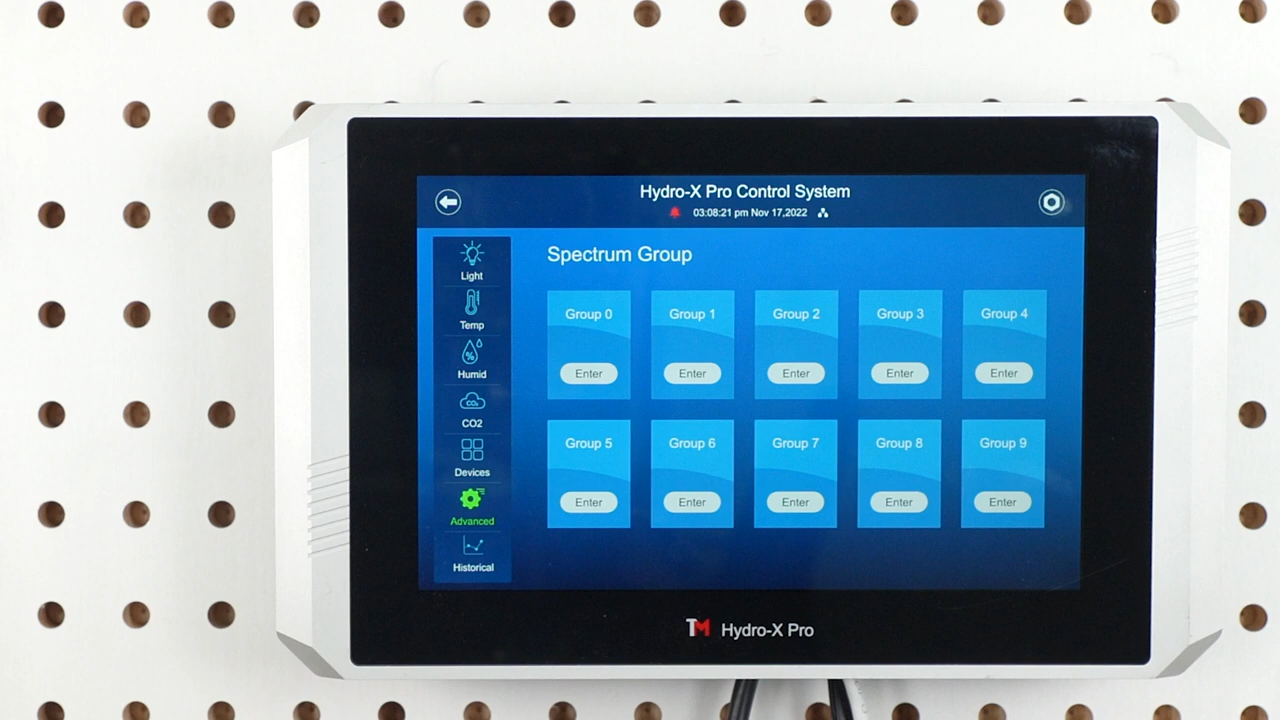 Hydro-X Pro Control System
03:08:21 pm Nov 17,2022
Light
Temp
%
Humid
CO2
CO2
Devices
Advanced
Historical
Spectrum Group
Group 0
Group 1
Group 2
Group 3
Group 4
Enter
Enter
Enter
Enter
Enter
Group 5
Group 6
Group 7
Group 8
Group 9
Enter
Enter
Enter
Enter
Enter
TM Hydro-X Pro